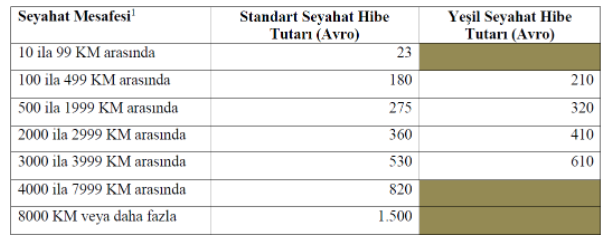 Seyahat Mesafesi¹ Standart Seyahat Hibe Tutarı (Avro) Yeşil Seyahat Hibe Tutarı (Avro)
10 ila 99 KM arasında 23
100 ila 499 KM arasında 180 210
500 ila 1999 KM arasında 275 320
2000 ila 2999 KM arasında 360 410
3000 ila 3999 KM arasında 530 610
4000 ila 7999 KM arasında 820
8000 KM veya daha fazla 1.500